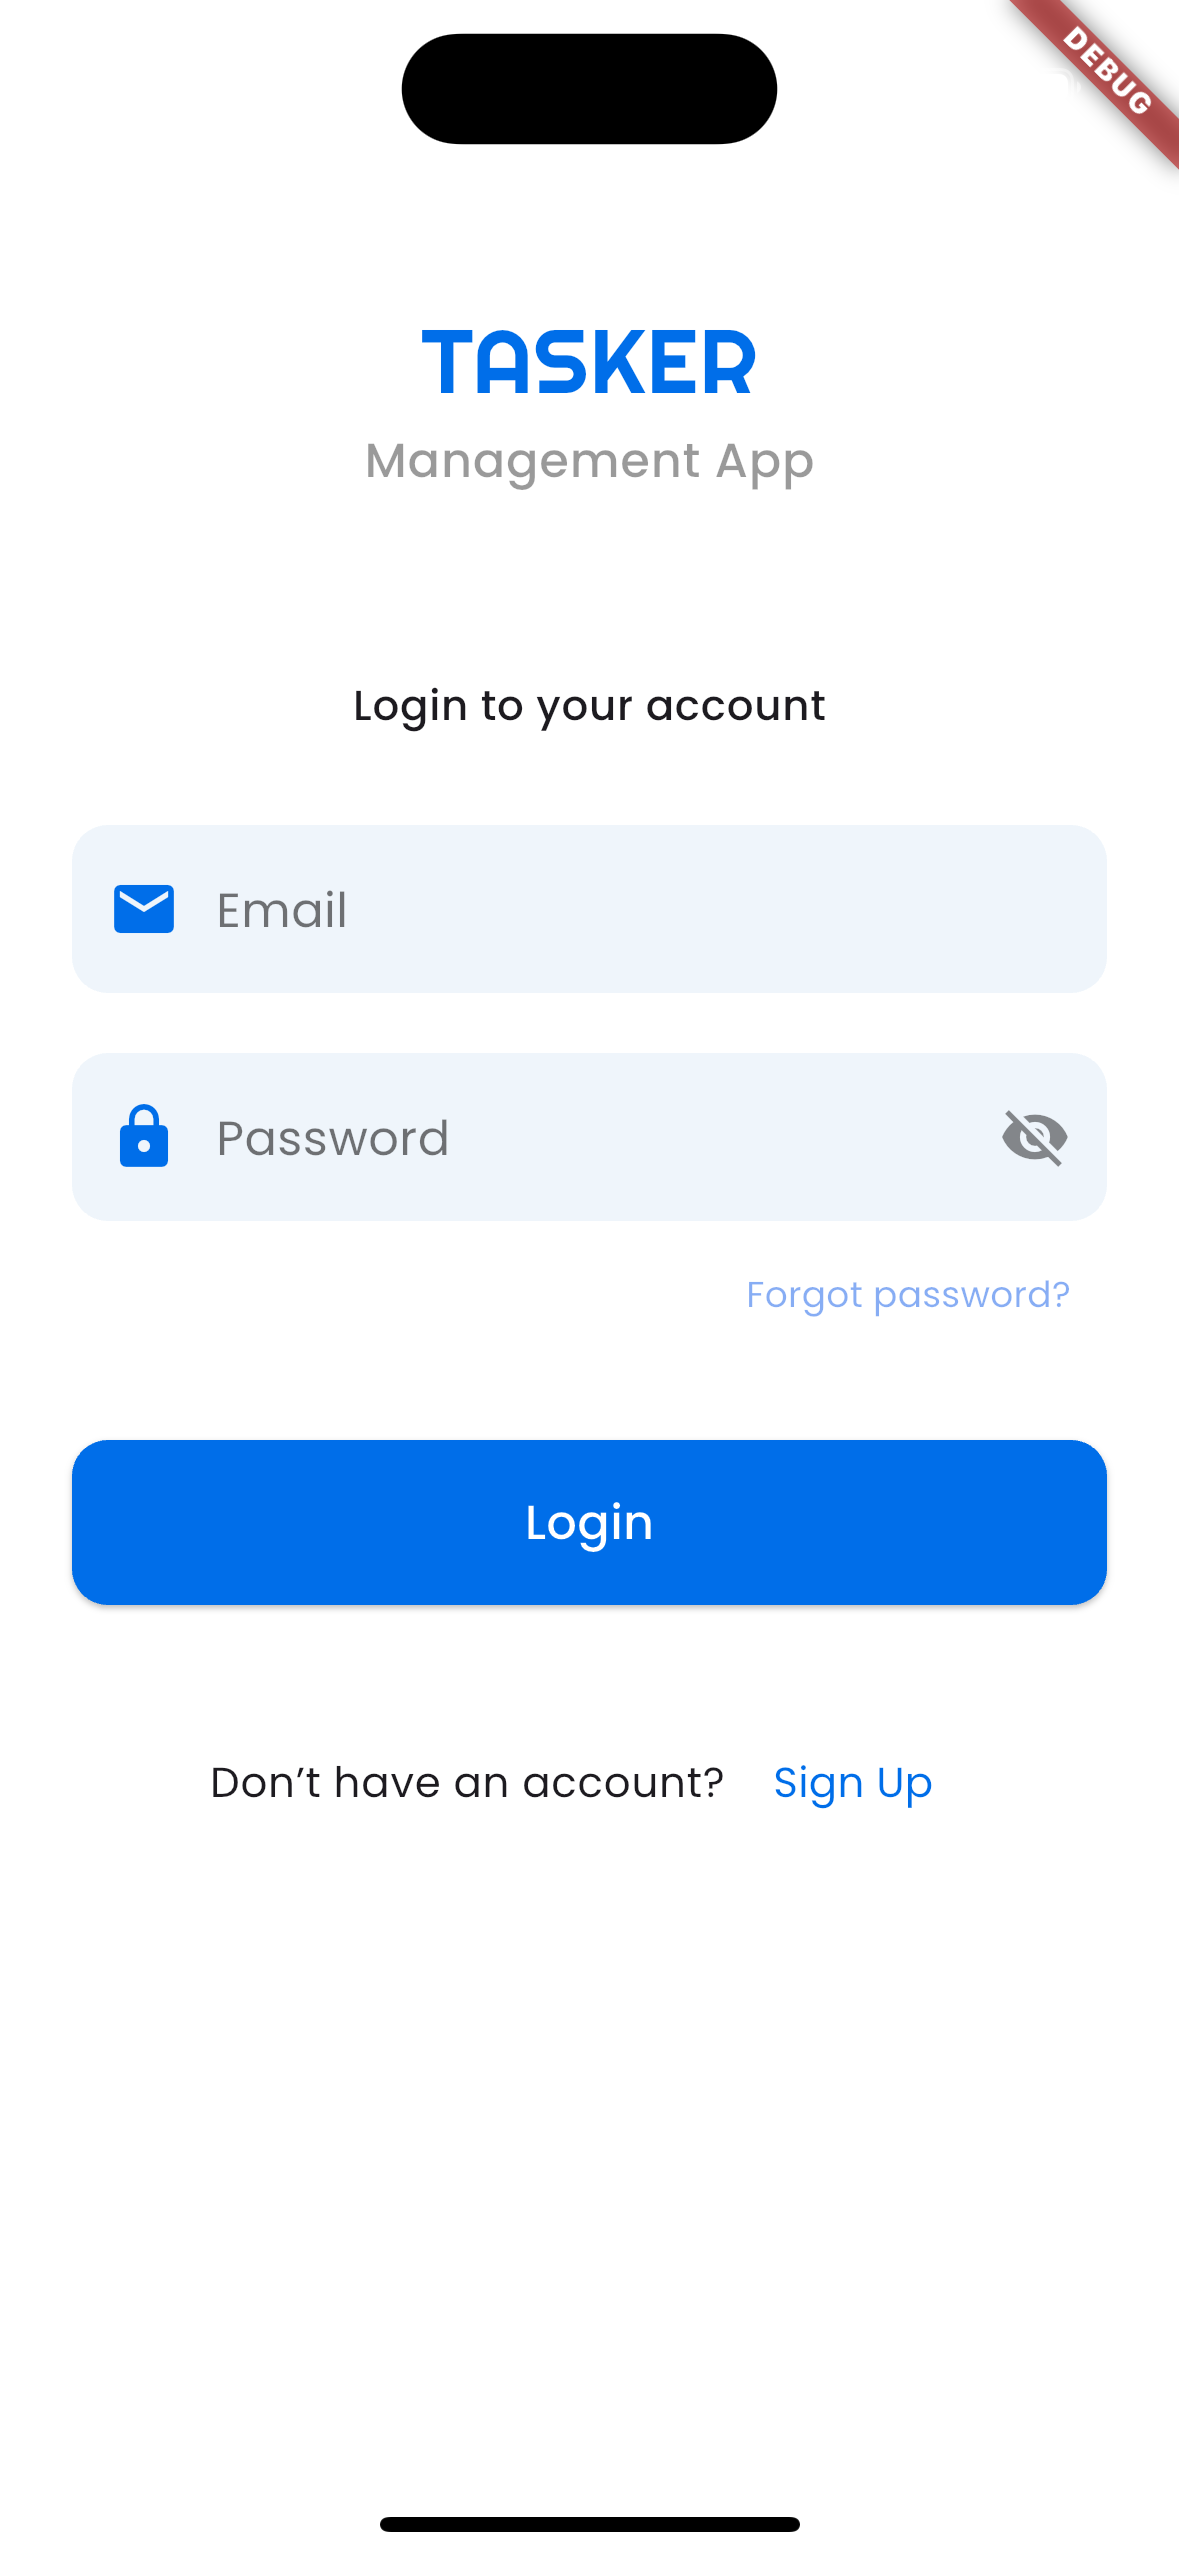 DEBUG
TASKER
Management App
Login to your account
Email
Password
Forgot password?
Login
Don’t have an account? Sign Up